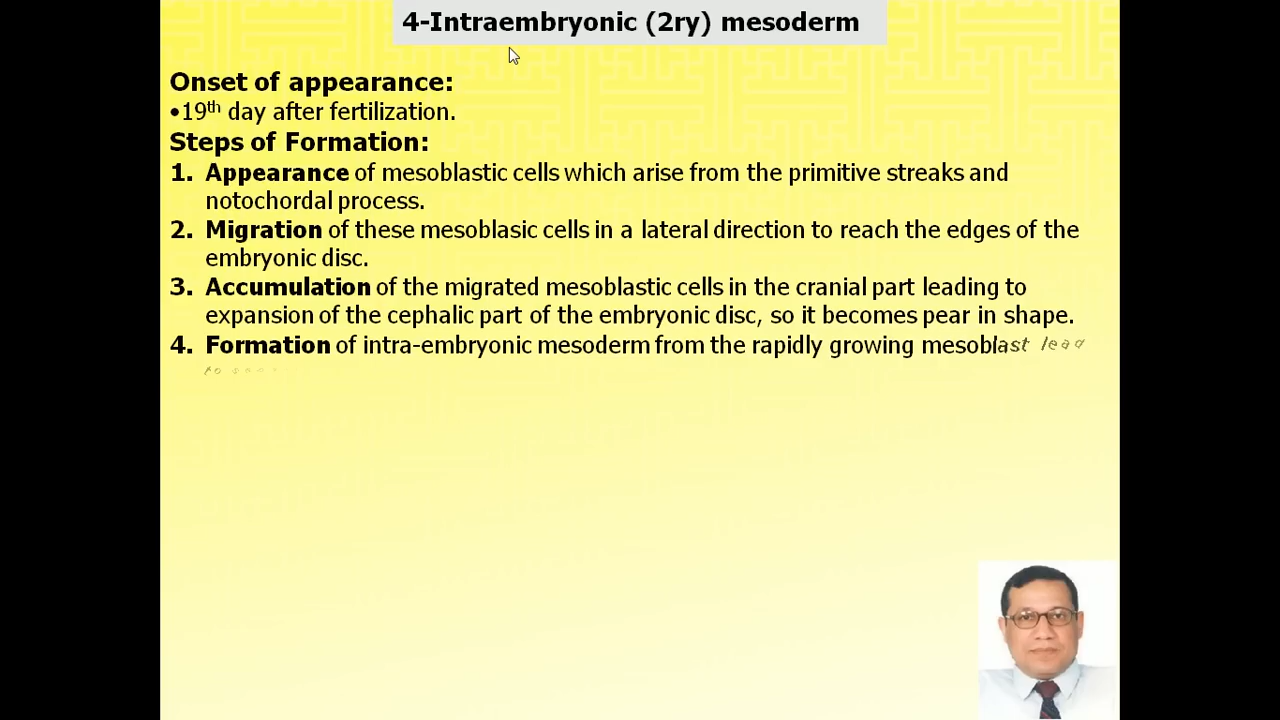 4-Intraembryonic (2ry) mesoderm
Onset of appearance:
•19th day after fertilization.
Steps of Formation:
1. Appearance of mesoblastic cells which arise from the primitive streaks and
notochordal process.
2. Migration of these mesoblasic cells in a lateral direction to reach the edges of the
embryonic disc.
3. Accumulation of the migrated mesoblastic cells in the cranial part leading to
expansion of the cephalic part of the embryonic disc, so it becomes pear in shape.
4. Formation of intra-embryonic mesoderm from the rapidly growing mesoblast lead
to